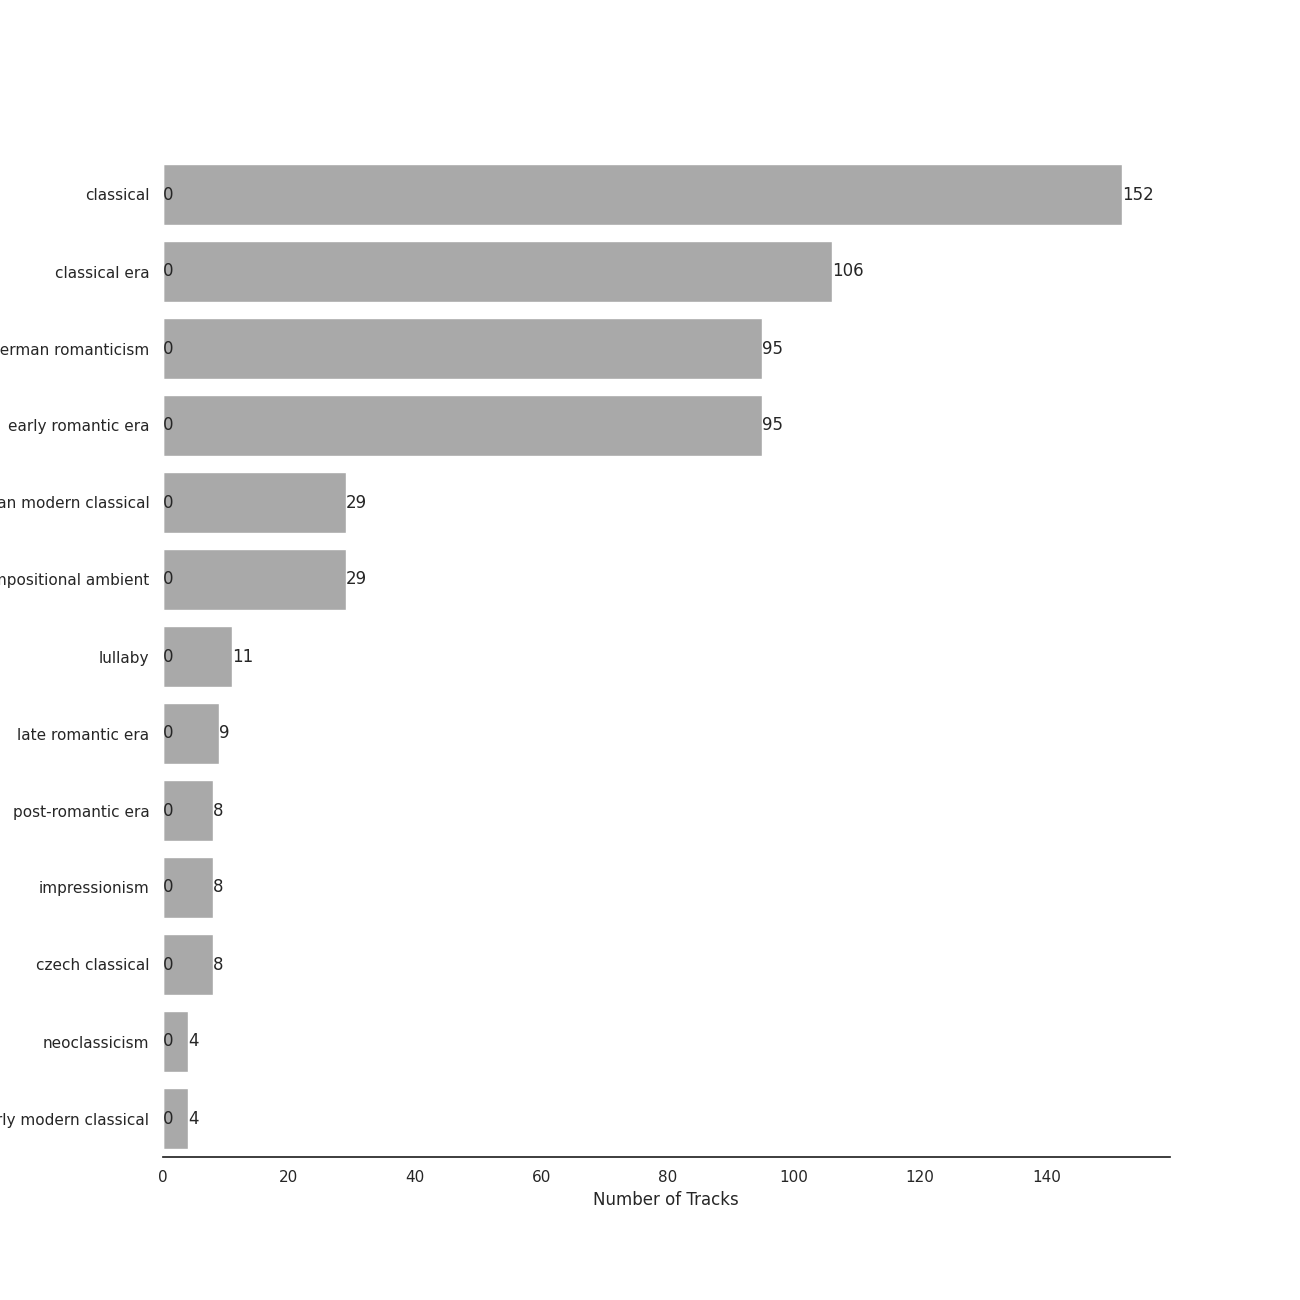 classical 0 152
classical era 0 106
erman romanticism 0 95
early romantic era 0 95
an modern classical 0 29
mpositional ambient 0 29
lullaby 0 11
late romantic era 0 9
post-romantic era 0 8
impressionism 0 8
czech classical 0 8
neoclassicism 0 4
rly modern classical 0 4
0 20 40 60 80 100 120 140
Number of Tracks